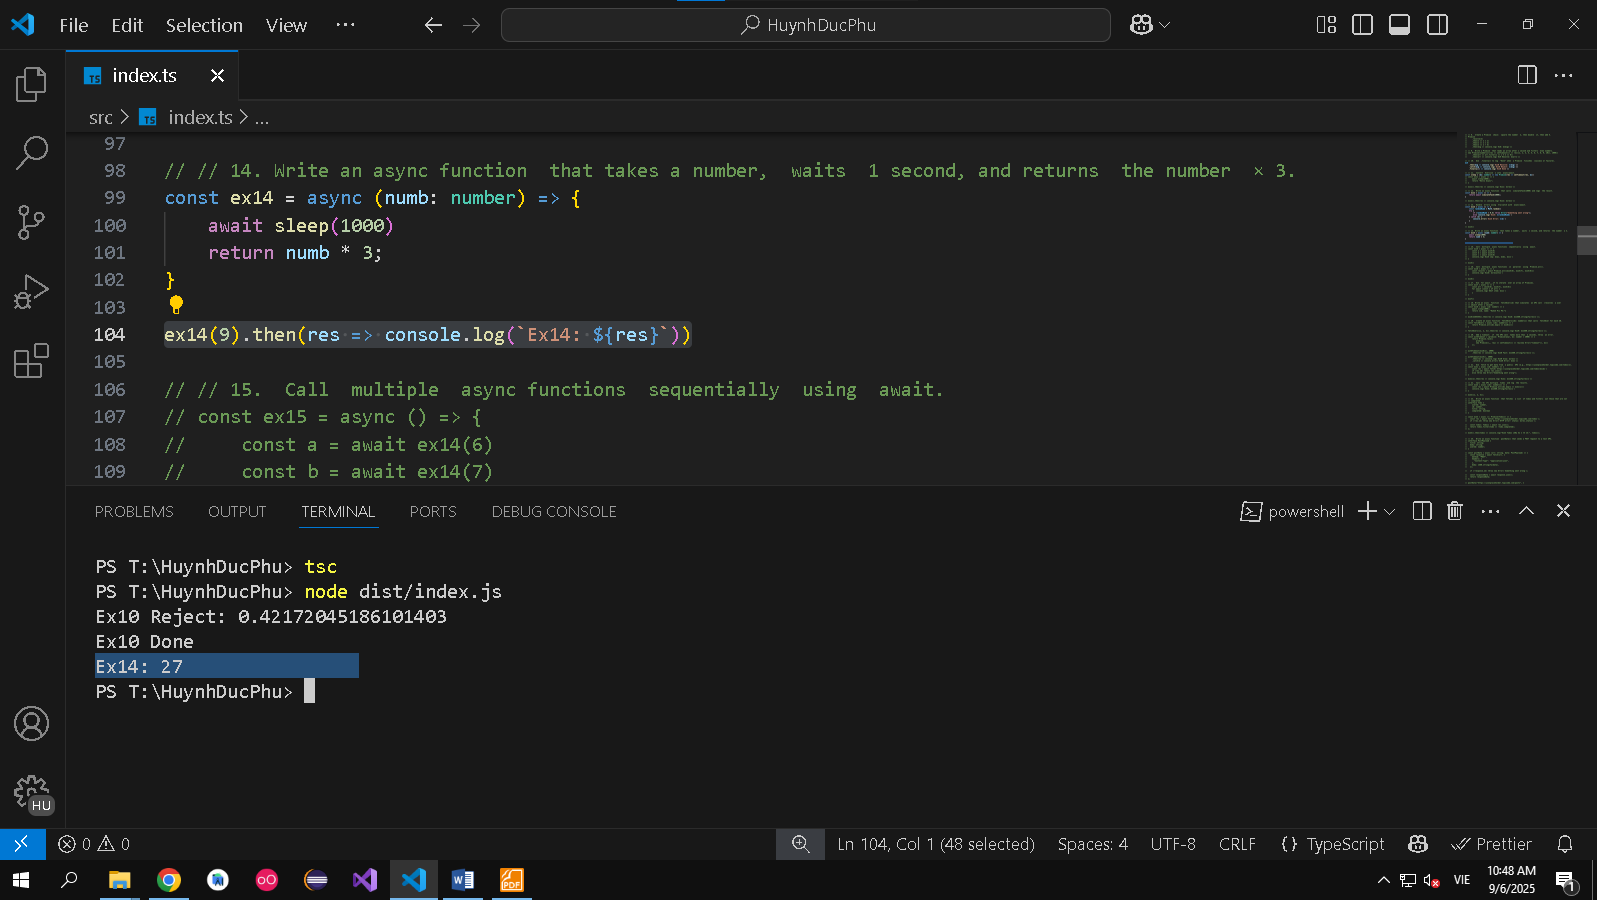 File Edit Selection View ··· HuynhDucPhu
index.ts
src > index.ts > ...
97
98 // // 14. Write an async function that takes a number, waits 1 second, and returns the number × 3.
99 const ex14 = async (numb: number) => {
100 await sleep(1000)
101 return numb * 3;
102 }
103
104 ex14(9).then(res => console.log(`Ex14: ${res}`))
105
106 // // 15. Call multiple async functions sequentially using await.
107 // const ex15 = async () => {
108 // const a = await ex14(6)
109 // const b = await ex14(7)
PROBLEMS OUTPUT TERMINAL PORTS DEBUG CONSOLE powershell
PS T:\HuynhDucPhu> tsc
PS T:\HuynhDucPhu> node dist/index.js
Ex10 Reject: 0.42172045186101403
Ex10 Done
Ex14: 27
PS T:\HuynhDucPhu>
HU
0 0 Ln 104, Col 1 (48 selected) Spaces: 4 UTF-8 CRLF {} TypeScript Prettier
VIE 10:48 AM
9/6/2025
1